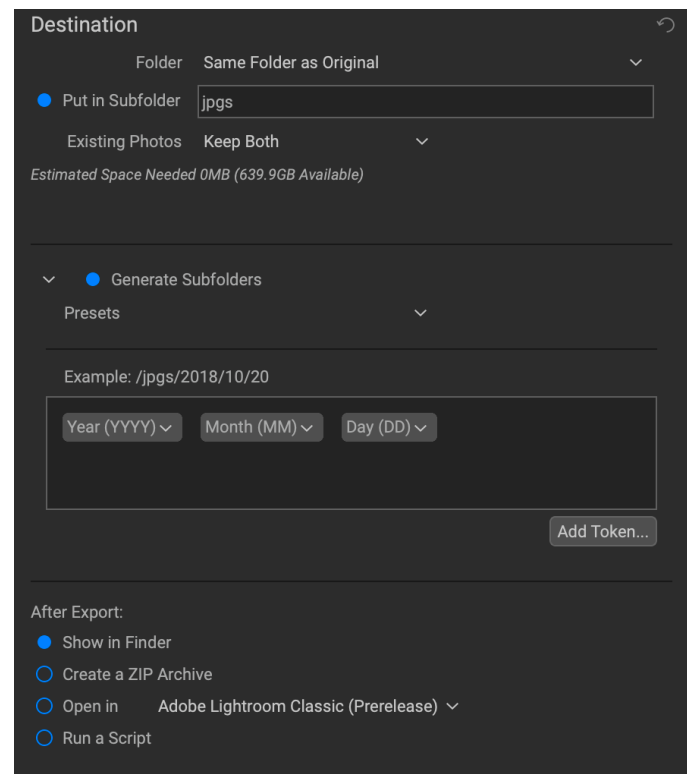 Destination
Folder Same Folder as Original
Put in Subfolder jpgs
Existing Photos Keep Both
Estimated Space Needed 0MB (639.9GB Available)
Generate Subfolders
Presets
Example: /jpgs/2018/10/20
Year (YYYY) Month (MM) Day (DD)
Add Token...
After Export:
Show in Finder
Create a ZIP Archive
Open in Adobe Lightroom Classic (Prerelease)
Run a Script